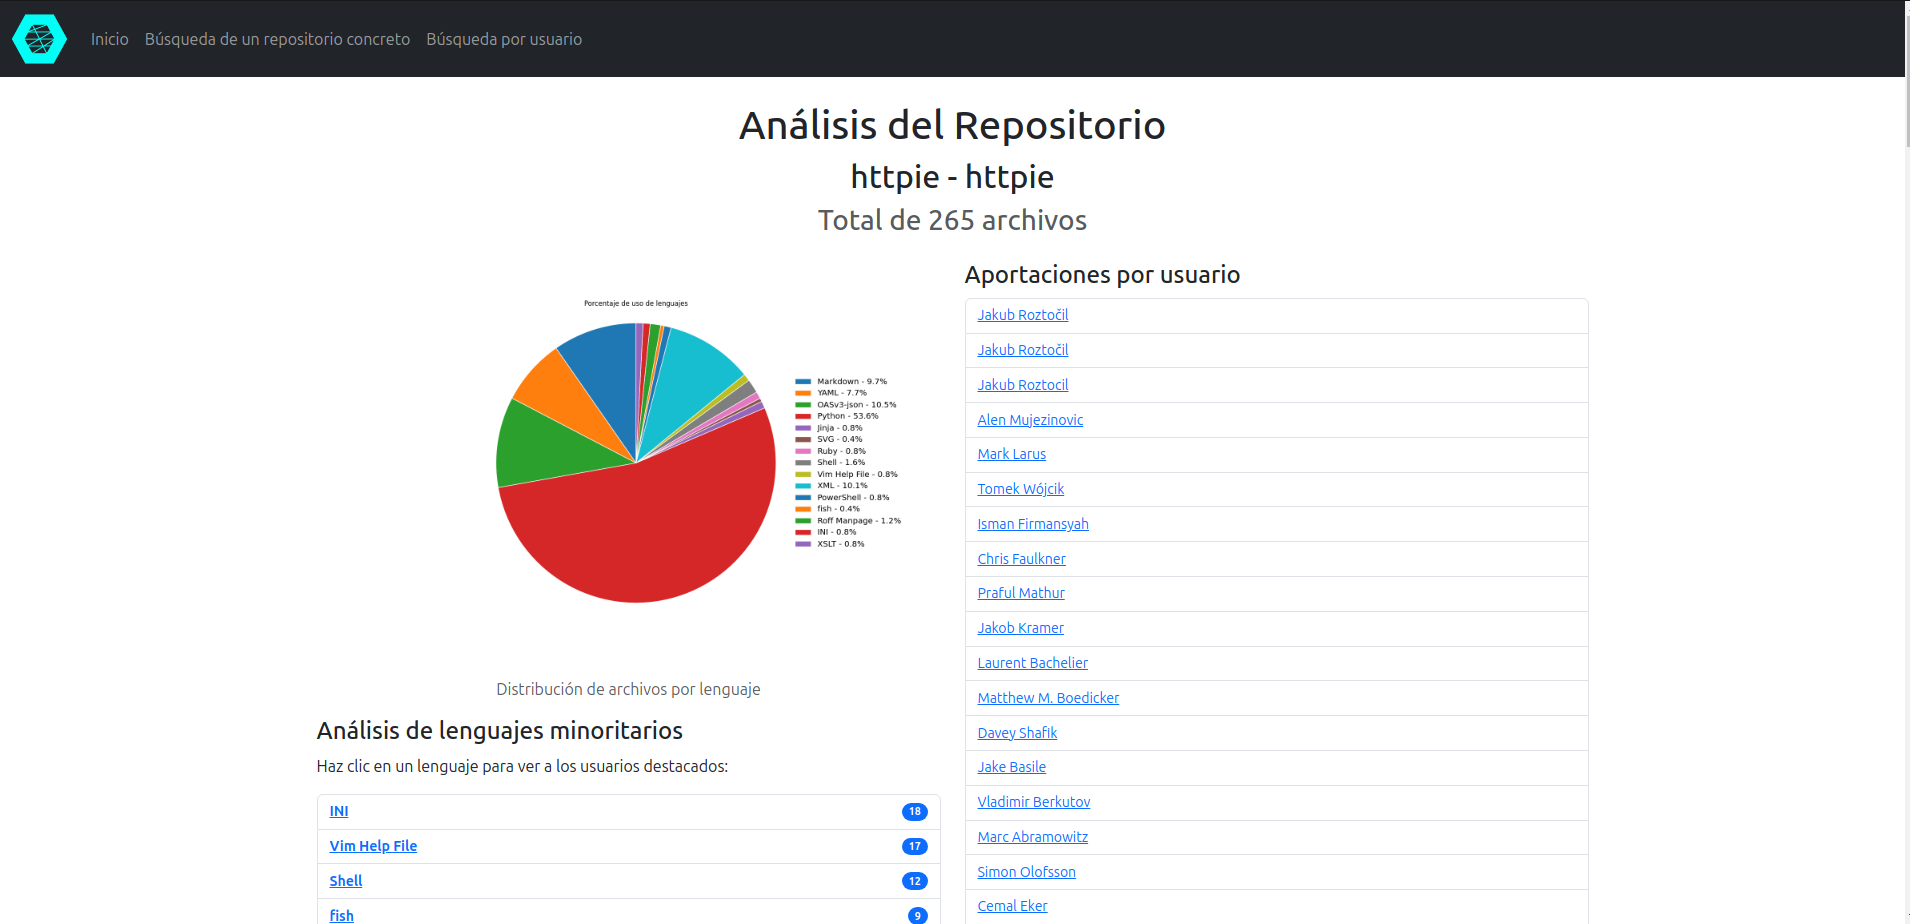 Inicio Búsqueda de un repositorio concreto Búsqueda por usuario
Análisis del Repositorio
httpie - httpie
Total de 265 archivos
Porcentaje de uso de lenguajes
Markdown - 9.7%
YAML - 7.7%
OASv3-json - 10.5%
Python - 53.6%
Jinja - 0.8%
SVG - 0.4%
Ruby - 0.8%
Shell - 1.6%
Vim Help File - 0.8%
XML - 10.1%
PowerShell - 0.8%
fish - 0.4%
Roff Manpage - 1.2%
INI - 0.8%
XSLT - 0.8%
Distribución de archivos por lenguaje
Análisis de lenguajes minoritarios
Haz clic en un lenguaje para ver a los usuarios destacados:
INI 18
Vim Help File 17
Shell 12
fish 9
Aportaciones por usuario
Jakub Roztočil
Jakub Roztočil
Jakub Roztocil
Alen Mujezinovic
Mark Larus
Tomek Wójcik
Isman Firmansyah
Chris Faulkner
Praful Mathur
Jakob Kramer
Laurent Bachelier
Matthew M. Boedicker
Davey Shafik
Jake Basile
Vladimir Berkutov
Marc Abramowitz
Simon Olofsson
Cemal Eker